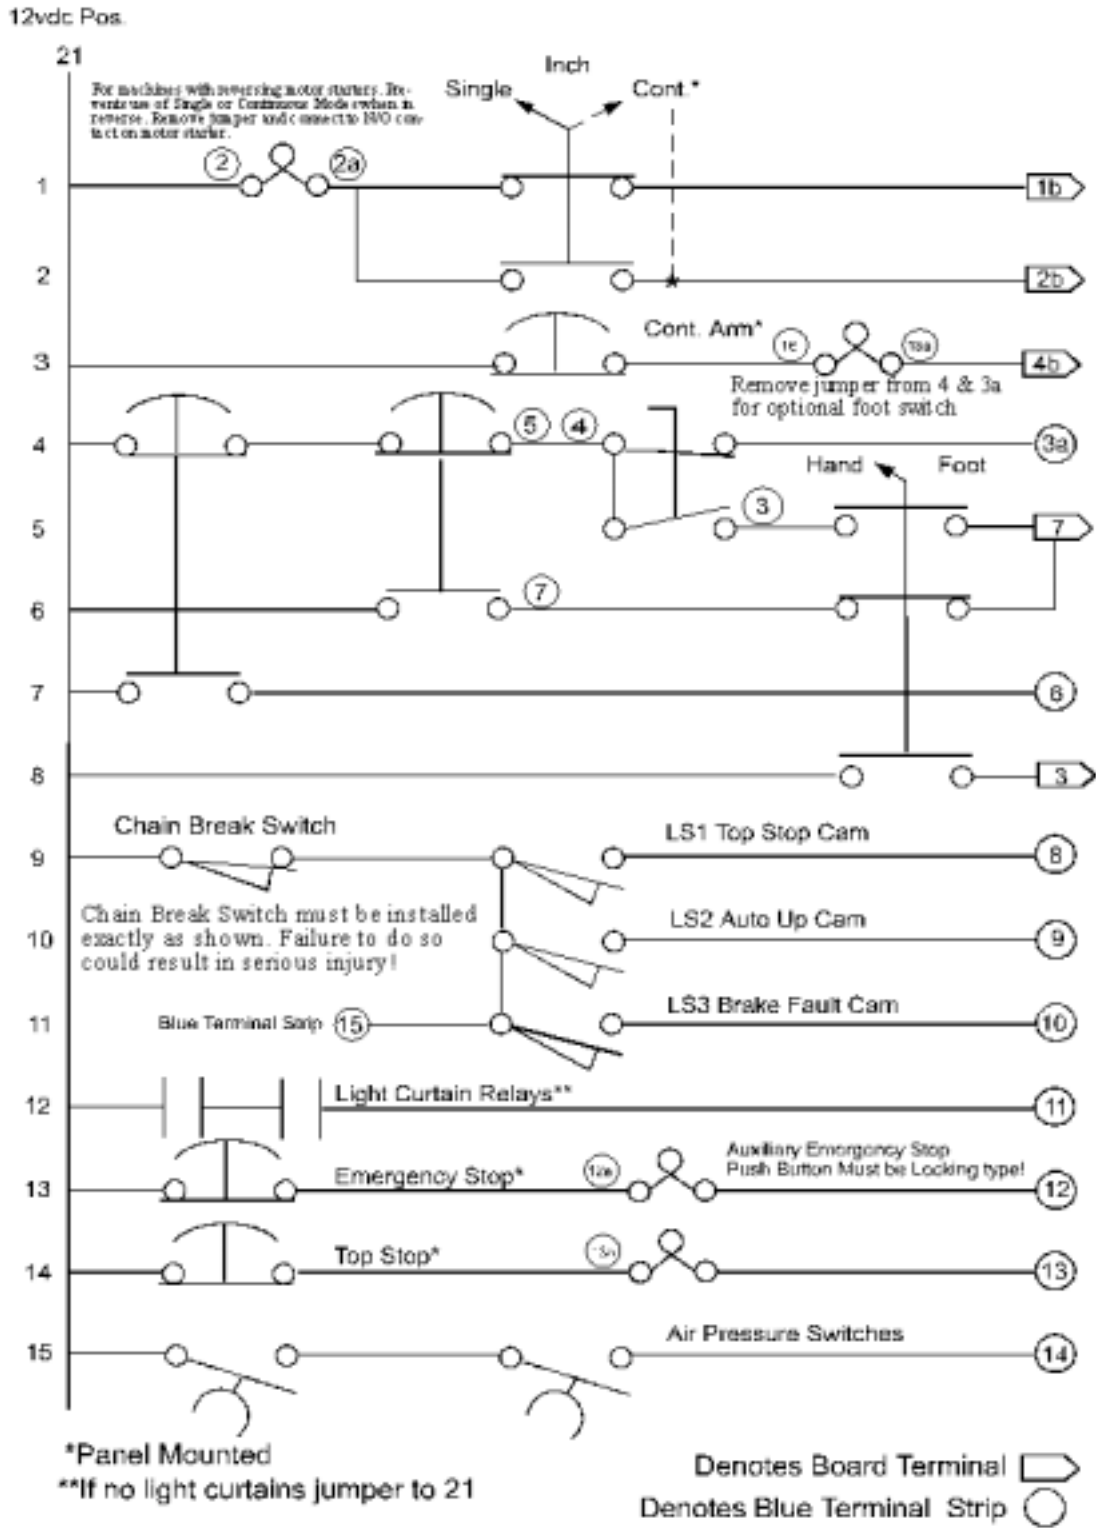 12vdc Pos.
21
For machines with reversing motor starters. Pre-
vents use of Single or Continuous Mode when in
reverse. Remove jumper and connect to N/O con-
tact on motor starter.
Single
Inch
Cont.*
2
2a
1
1b
2
2b
Cont. Arm*
3
4b
Remove jumper from 4 & 3a
for optional foot switch
4
5
4
3a
Hand
Foot
5
3
7
6
7
7
6
8
3
Chain Break Switch
LS1 Top Stop Cam
9
8
Chain Break Switch must be installed
exactly as shown. Failure to do so
could result in serious injury!
LS2 Auto Up Cam
10
9
LS3 Brake Fault Cam
11
Blue Terminal Strip
15
10
Light Curtain Relays**
12
11
Emergency Stop*
12a
Auxiliary Emergency Stop
Push Button Must be Locking type!
13
12
Top Stop*
14
13
Air Pressure Switches
15
14
*Panel Mounted
**If no light curtains jumper to 21
Denotes Board Terminal
Denotes Blue Terminal Strip